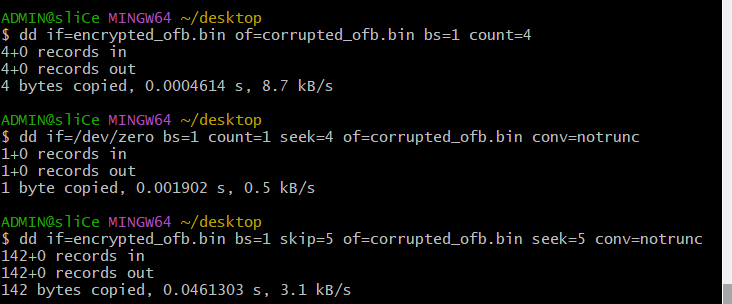 ADMIN@sliCe MINGW64 ~/desktop
$ dd if=encrypted_ofb.bin of=corrupted_ofb.bin bs=1 count=4
4+0 records in
4+0 records out
4 bytes copied, 0.0004614 s, 8.7 kB/s
ADMIN@sliCe MINGW64 ~/desktop
$ dd if=/dev/zero bs=1 count=1 seek=4 of=corrupted_ofb.bin conv=notrunc
1+0 records in
1+0 records out
1 byte copied, 0.001902 s, 0.5 kB/s
ADMIN@sliCe MINGW64 ~/desktop
$ dd if=encrypted_ofb.bin bs=1 skip=5 of=corrupted_ofb.bin seek=5 conv=notrunc
142+0 records in
142+0 records out
142 bytes copied, 0.0461303 s, 3.1 kB/s